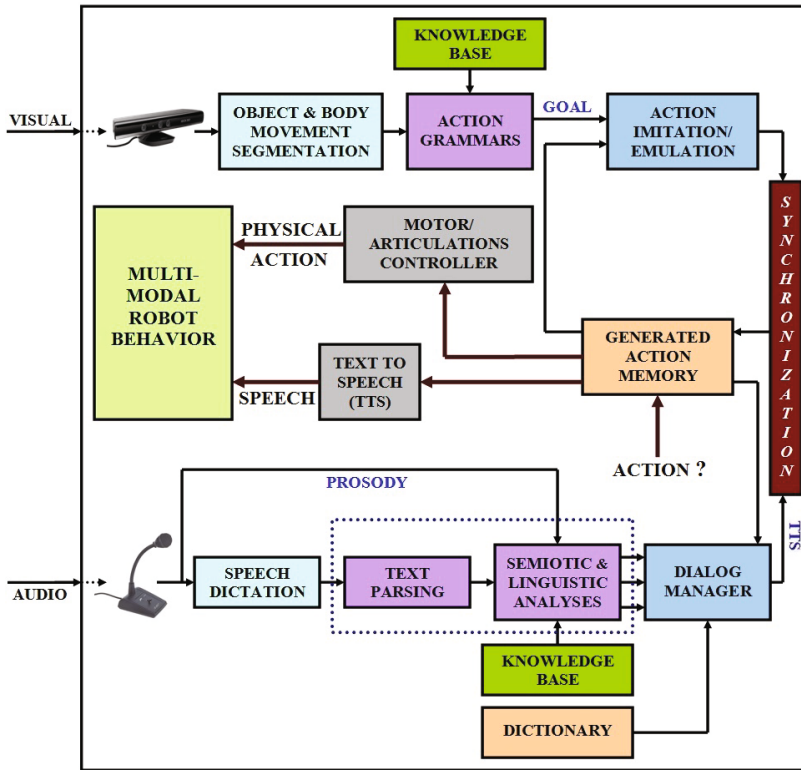 KNOWLEDGE
BASE
VISUAL
OBJECT & BODY
MOVEMENT
SEGMENTATION
ACTION
GRAMMARS
GOAL
ACTION
IMITATION/
EMULATION
SYNCHRONIZATION
MULTI-
MODAL
ROBOT
BEHAVIOR
PHYSICAL
ACTION
MOTOR/
ARTICULATIONS
CONTROLLER
GENERATED
ACTION
MEMORY
SPEECH
TEXT TO
SPEECH
(TTS)
ACTION ?
PROSODY
TTS
AUDIO
SPEECH
DICTATION
TEXT
PARSING
SEMIOTIC &
LINGUISTIC
ANALYSES
DIALOG
MANAGER
KNOWLEDGE
BASE
DICTIONARY